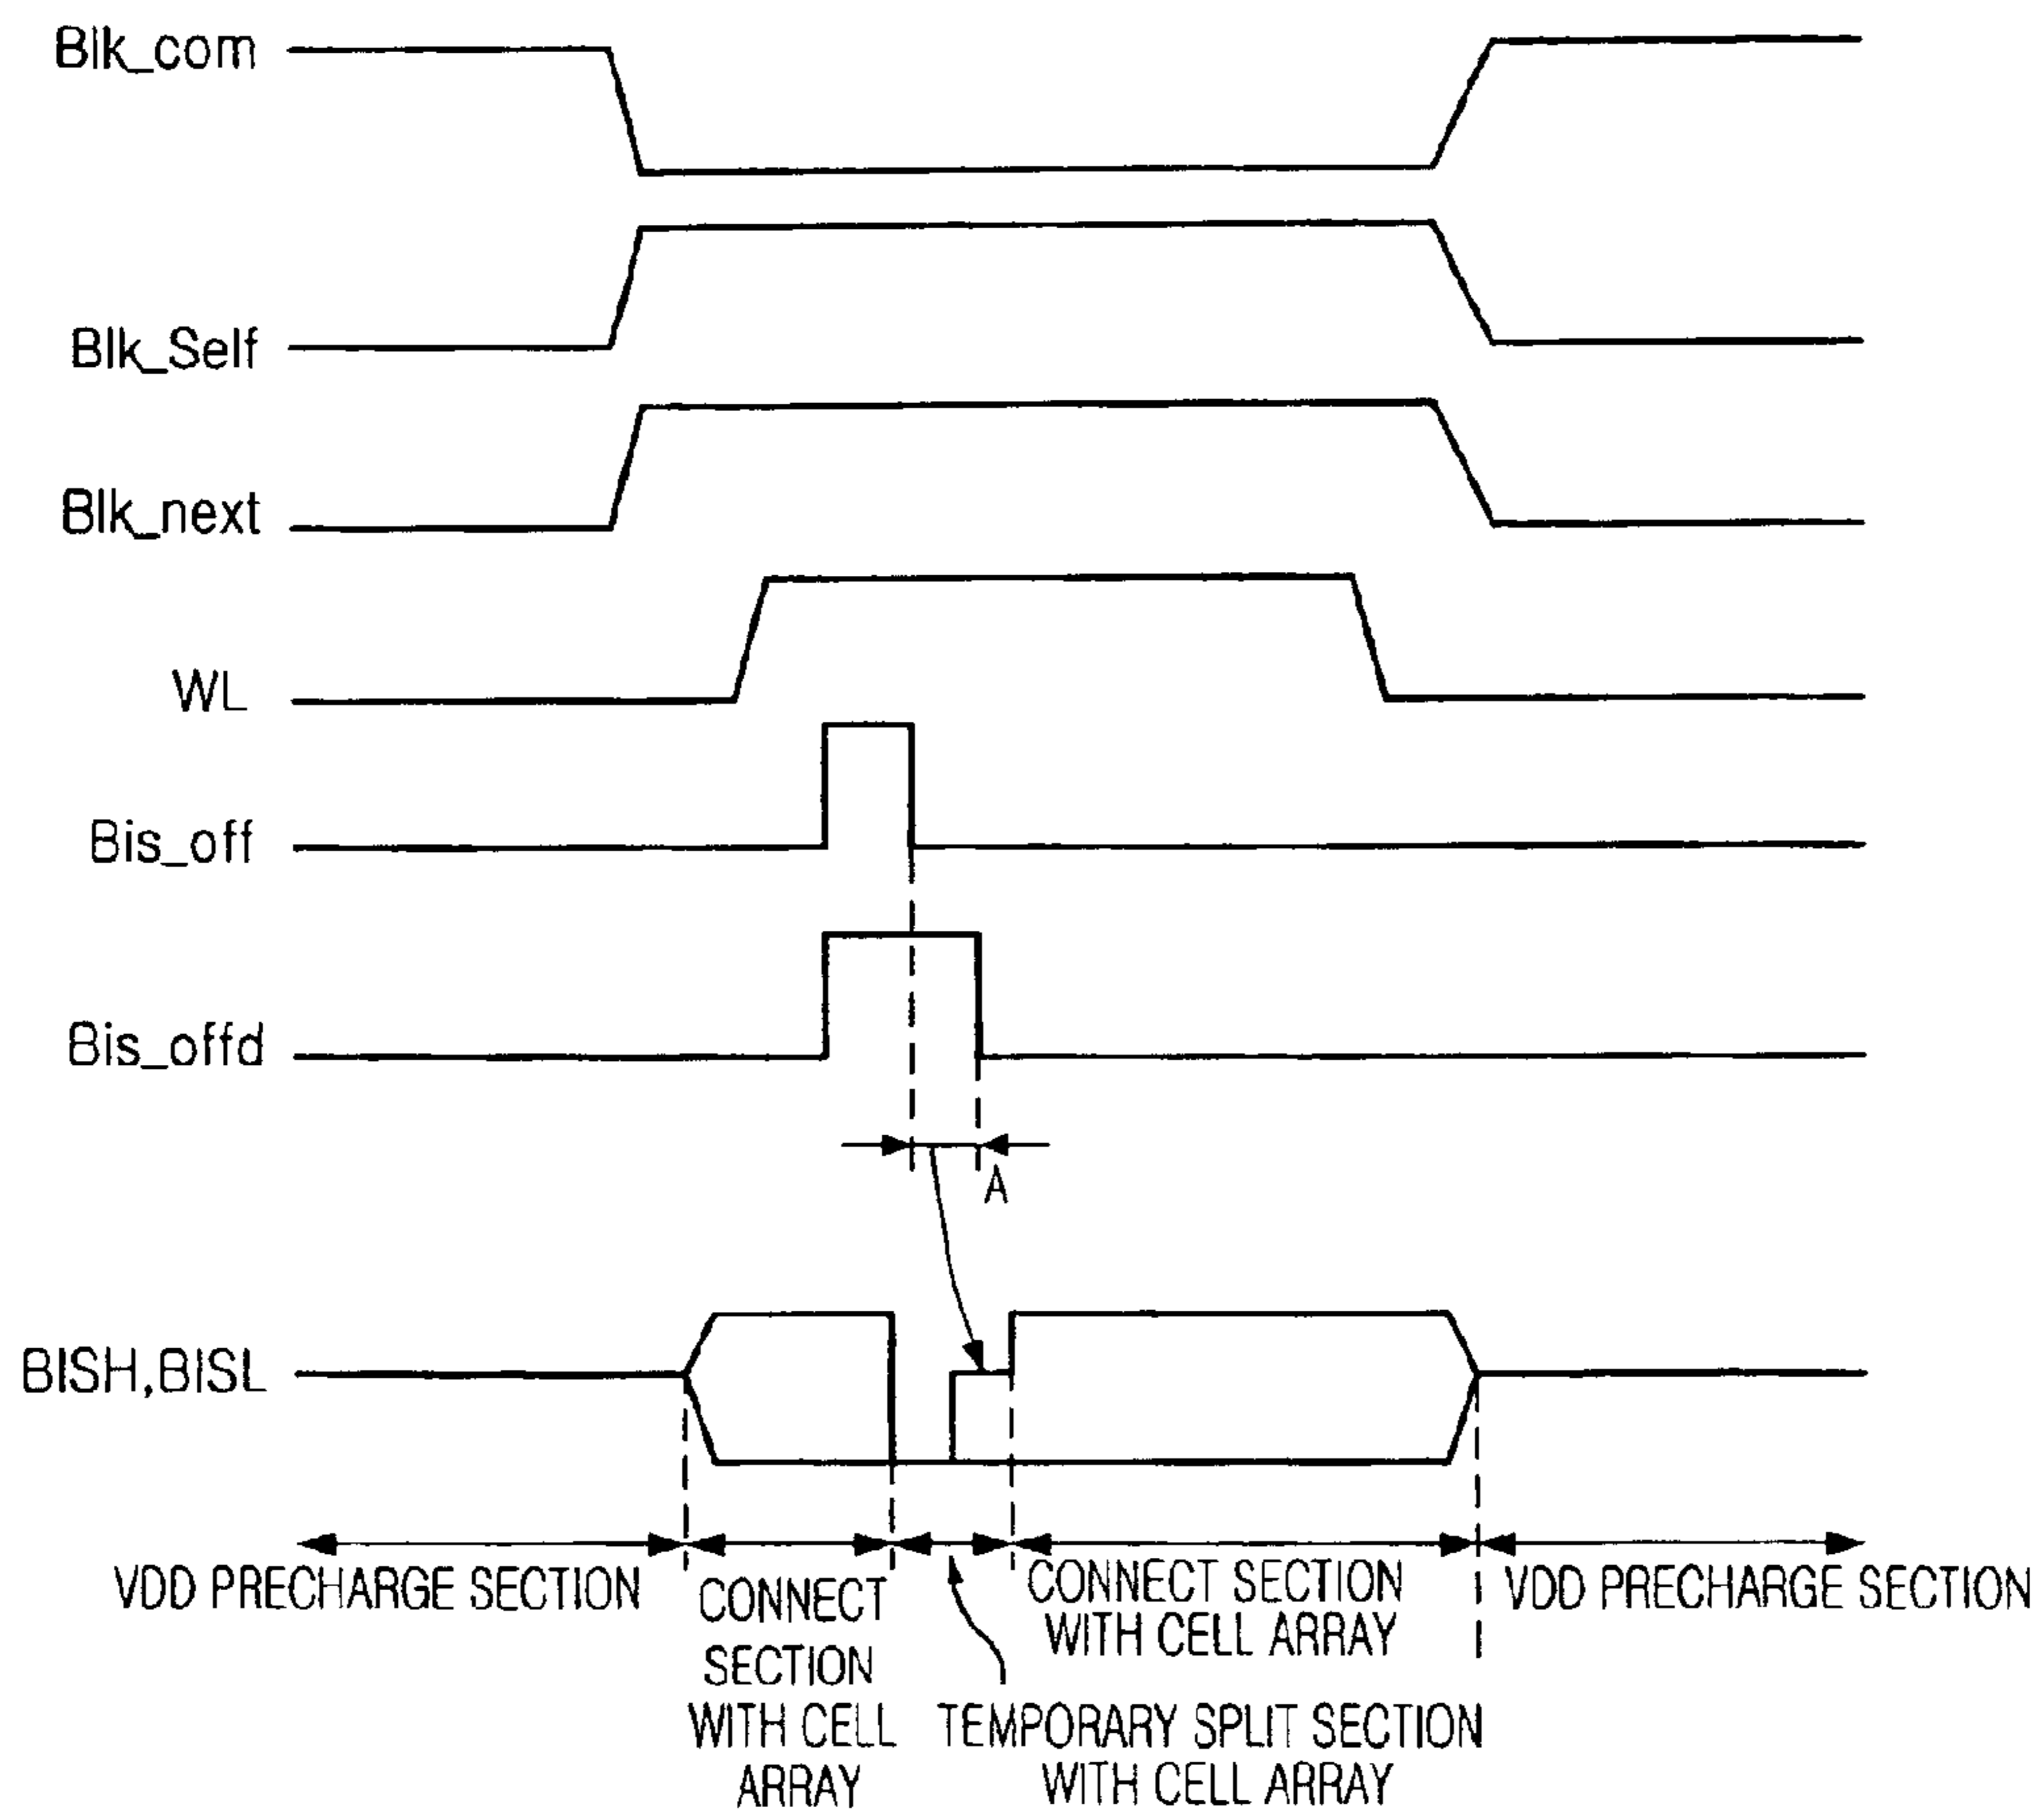 Blk_com
Blk_Self
Blk_next
WL
Bis_off
Bis_offd
A
BISH,BISL
VDD PRECHARGE SECTION
CONNECT
SECTION
WITH CELL
ARRAY
TEMPORARY SPLIT SECTION
WITH CELL ARRAY
CONNECT SECTION
WITH CELL ARRAY
VDD PRECHARGE SECTION